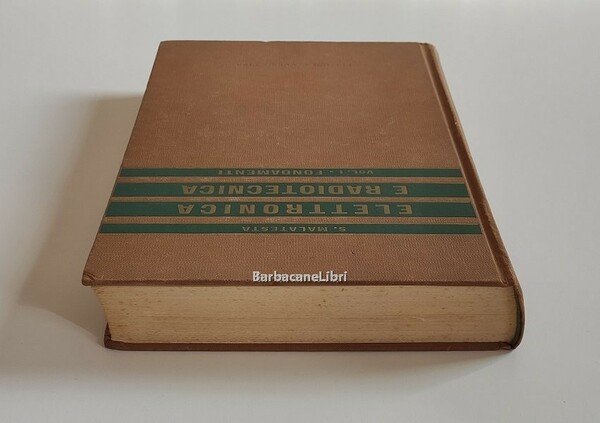 S. MALATESTA
ELETTRONICA
E RADIOTECNICA
VOL. I - FONDAMENTI
BarbacaneLibri